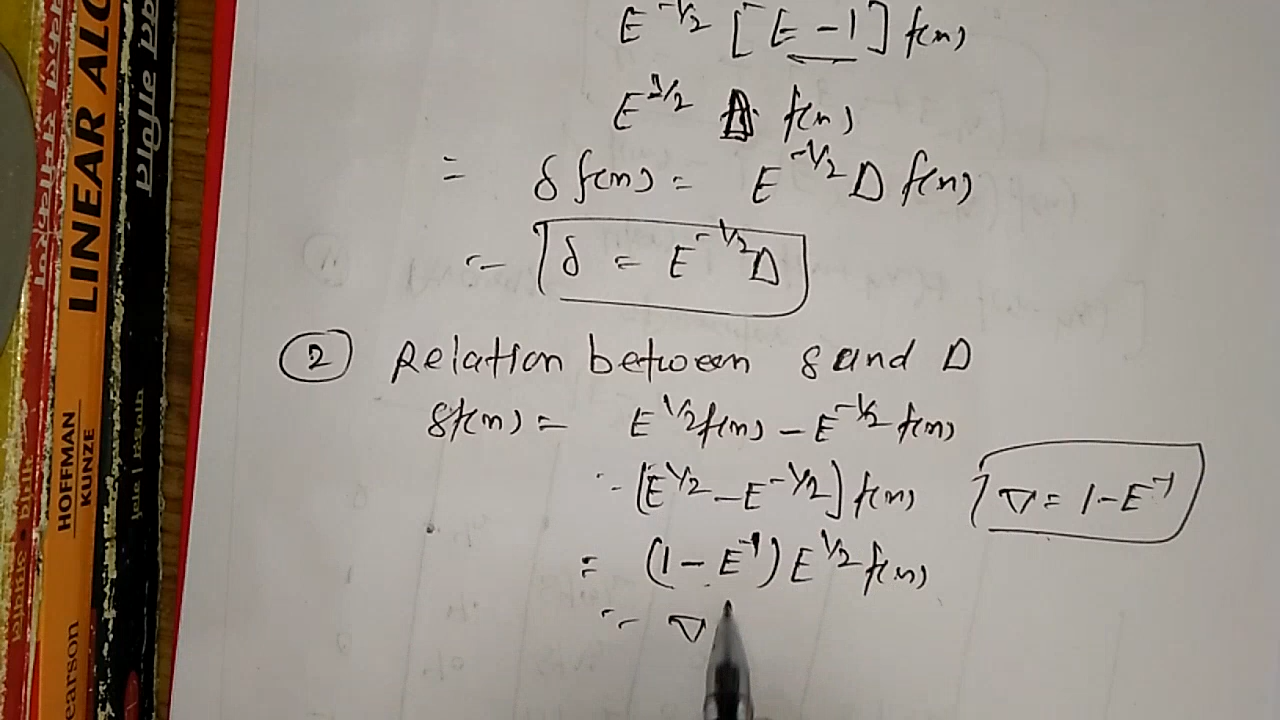 E^-1/2 [E - 1] f(n)
E^1/2 Δ f(n)
= δ f(n) = E^-1/2 Δ f(n)
∴ δ = E^-1/2 Δ
② Relation between δ and Δ
δf(n) = E^1/2 f(n) - E^-1/2 f(n)
= [E^1/2 - E^-1/2] f(n)
∇ = 1 - E^-1
= (1 - E^-1) E^1/2 f(n)
= ∇
LINEAR ALG
HOFFMAN
KUNZE
earson